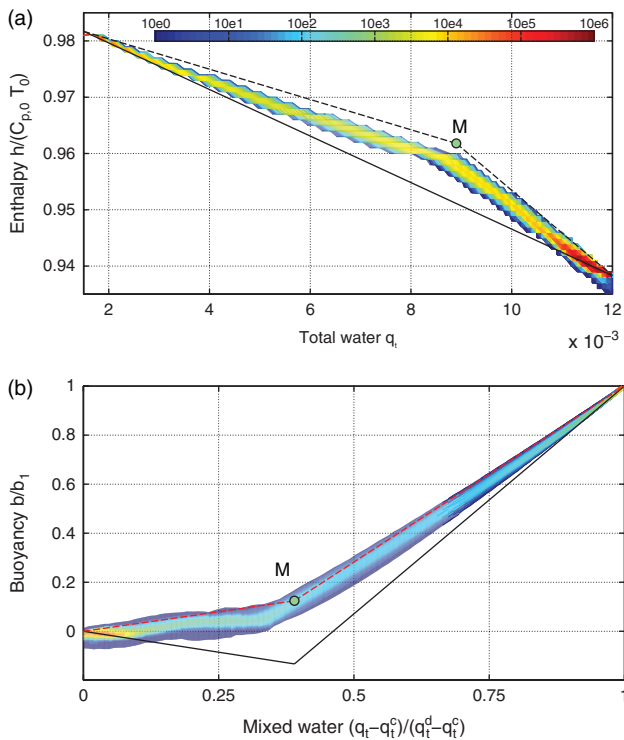 (a)
10e0 10e1 10e2 10e3 10e4 10e5 10e6
0.98
0.97
0.96
0.95
0.94
Enthalpy h/(C_{p,0} T_0)
M
2 4 6 8 10 12
Total water q_t
x 10^{-3}
(b)
1
0.8
0.6
0.4
0.2
0
Buoyancy b/b_1
M
0 0.25 0.5 0.75 1
Mixed water (q_t–q_t^c)/(q_t^d–q_t^c)